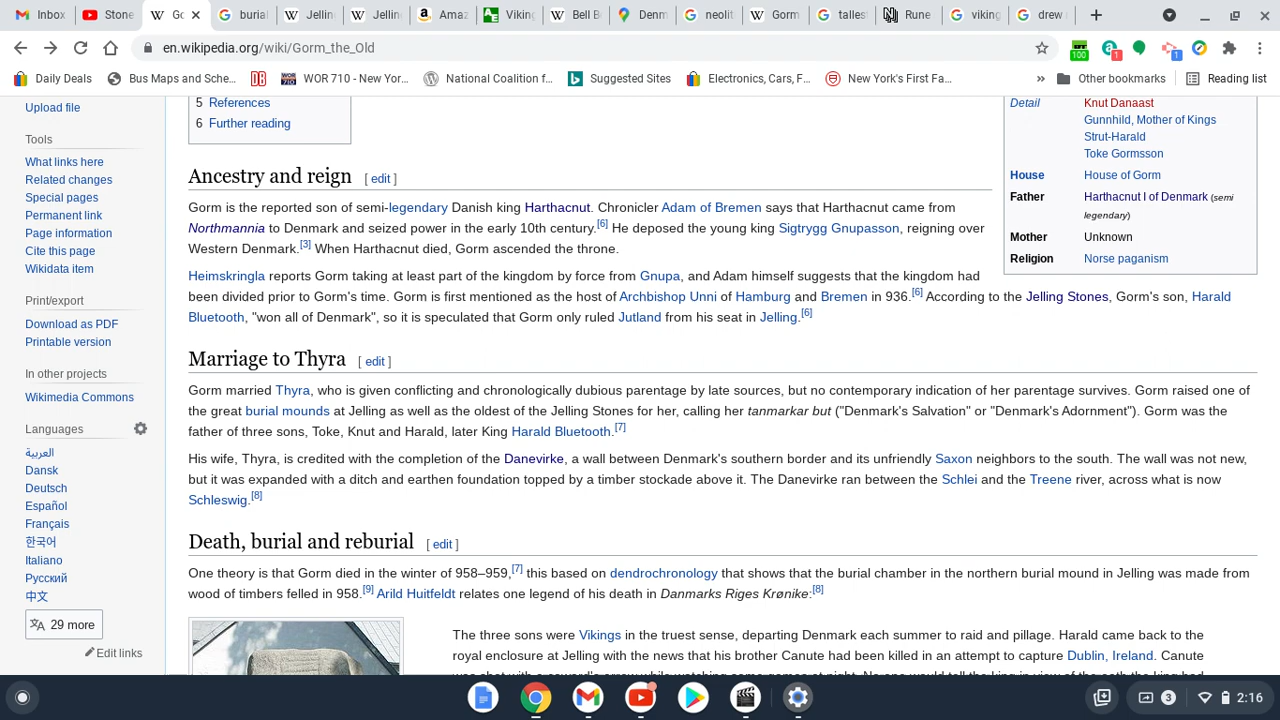 Inbox
Stone
Go
burial
Jellin
Jellin
Amaz
Viking
Bell B
Denm
neolit
Gorm
tallest
Rune
viking
drew
en.wikipedia.org/wiki/Gorm_the_Old
100
1
1
Daily Deals
Bus Maps and Sche...
WOR 710 - New Yor...
National Coalition f...
Suggested Sites
Electronics, Cars, F...
New York's First Fa...
»
Other bookmarks
Reading list
Upload file
Tools
What links here
Related changes
Special pages
Permanent link
Page information
Cite this page
Wikidata item
Print/export
Download as PDF
Printable version
In other projects
Wikimedia Commons
Languages
العربية
Dansk
Deutsch
Español
Français
한국어
Italiano
Русский
中文
29 more
Edit links
5 References
6 Further reading
Detail Knut Danaast
Gunnhild, Mother of Kings
Strut-Harald
Toke Gormsson
House House of Gorm
Father Harthacnut I of Denmark (semi
legendary)
Mother Unknown
Religion Norse paganism
Ancestry and reign [ edit ]
Gorm is the reported son of semi-legendary Danish king Harthacnut. Chronicler Adam of Bremen says that Harthacnut came from
Northmannia to Denmark and seized power in the early 10th century.[6] He deposed the young king Sigtrygg Gnupasson, reigning over
Western Denmark.[3] When Harthacnut died, Gorm ascended the throne.
Heimskringla reports Gorm taking at least part of the kingdom by force from Gnupa, and Adam himself suggests that the kingdom had
been divided prior to Gorm's time. Gorm is first mentioned as the host of Archbishop Unni of Hamburg and Bremen in 936.[6] According to the Jelling Stones, Gorm's son, Harald
Bluetooth, "won all of Denmark", so it is speculated that Gorm only ruled Jutland from his seat in Jelling.[6]
Marriage to Thyra [ edit ]
Gorm married Thyra, who is given conflicting and chronologically dubious parentage by late sources, but no contemporary indication of her parentage survives. Gorm raised one of
the great burial mounds at Jelling as well as the oldest of the Jelling Stones for her, calling her tanmarkar but ("Denmark's Salvation" or "Denmark's Adornment"). Gorm was the
father of three sons, Toke, Knut and Harald, later King Harald Bluetooth.[7]
His wife, Thyra, is credited with the completion of the Danevirke, a wall between Denmark's southern border and its unfriendly Saxon neighbors to the south. The wall was not new,
but it was expanded with a ditch and earthen foundation topped by a timber stockade above it. The Danevirke ran between the Schlei and the Treene river, across what is now
Schleswig.[8]
Death, burial and reburial [ edit ]
One theory is that Gorm died in the winter of 958–959,[7] this based on dendrochronology that shows that the burial chamber in the northern burial mound in Jelling was made from
wood of timbers felled in 958.[9] Arild Huitfeldt relates one legend of his death in Danmarks Riges Krønike:[8]
The three sons were Vikings in the truest sense, departing Denmark each summer to raid and pillage. Harald came back to the
royal enclosure at Jelling with the news that his brother Canute had been killed in an attempt to capture Dublin, Ireland. Canute
3
2:16